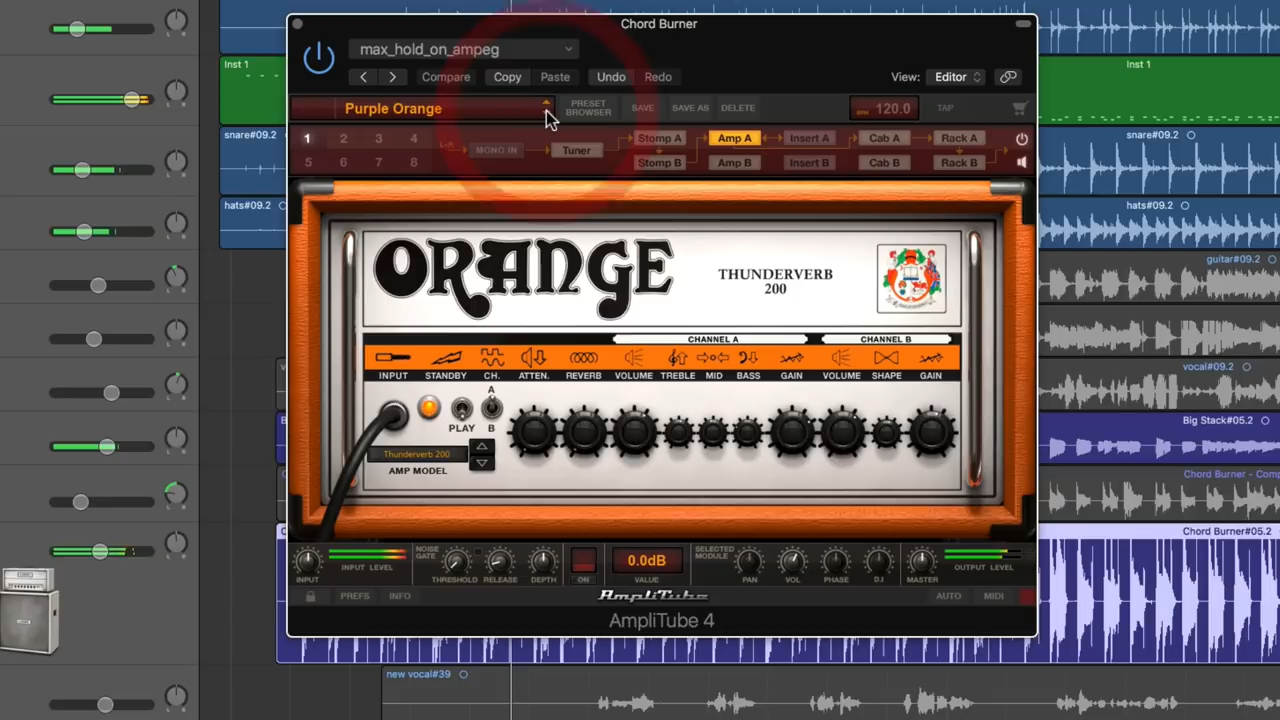 Chord Burner
max_hold_on_ampeg
Compare Copy Paste Undo Redo View: Editor
Purple Orange PRESET BROWSER SAVE SAVE AS DELETE BPM 120.0 TAP
1 2 3 4 L+R MONO IN Tuner Stomp A Amp A Insert A Cab A Rack A
5 6 7 8 Stomp B Amp B Insert B Cab B Rack B
ORANGE THUNDERVERB
200
CHANNEL A CHANNEL B
INPUT STANDBY CH. ATTEN. REVERB VOLUME TREBLE MID BASS GAIN VOLUME SHAPE GAIN
A
PLAY B
Thunderverb 200
AMP MODEL
INPUT INPUT LEVEL NOISE GATE THRESHOLD RELEASE DEPTH ON 0.0dB VALUE SELECTED MODULE PAN VOL PHASE D.I MASTER OUTPUT LEVEL
PREFS INFO AmpliTube AUTO MIDI
AmpliTube 4
Inst 1 Inst 1
snare#09.2 snare#09.2
hats#09.2 hats#09.2
guitar#09.2
vocal#09.2
Big Stack#05.2
Chord Burner - Comp
Chord Burner#05.2
new vocal#39
L R